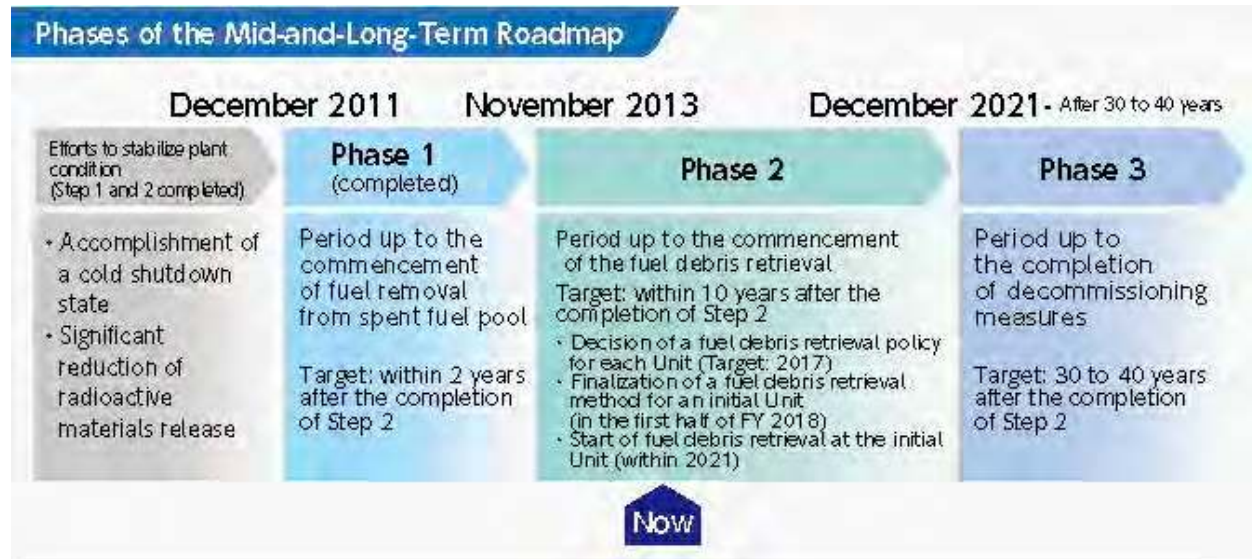 Phases of the Mid-and-Long-Term Roadmap
December 2011
November 2013
December 2021 - After 30 to 40 years
Efforts to stabilize plant
condition
(Step 1 and 2 completed)
Phase 1
(completed)
Phase 2
Phase 3
・Accomplishment of
a cold shutdown
state
・Significant
reduction of
radioactive
materials release
Period up to the
commencement
of fuel removal
from spent fuel pool
Target: within 2 years
after the completion
of Step 2
Period up to the commencement
of the fuel debris retrieval
Target: within 10 years after the
completion of Step 2
・Decision of a fuel debris retrieval policy
for each Unit (Target: 2017)
・Finalization of a fuel debris retrieval
method for an initial Unit
(in the first half of FY 2018)
・Start of fuel debris retrieval at the initial
Unit (within 2021)
Period up to
the completion
of decommissioning
measures
Target: 30 to 40 years
after the completion
of Step 2
Now